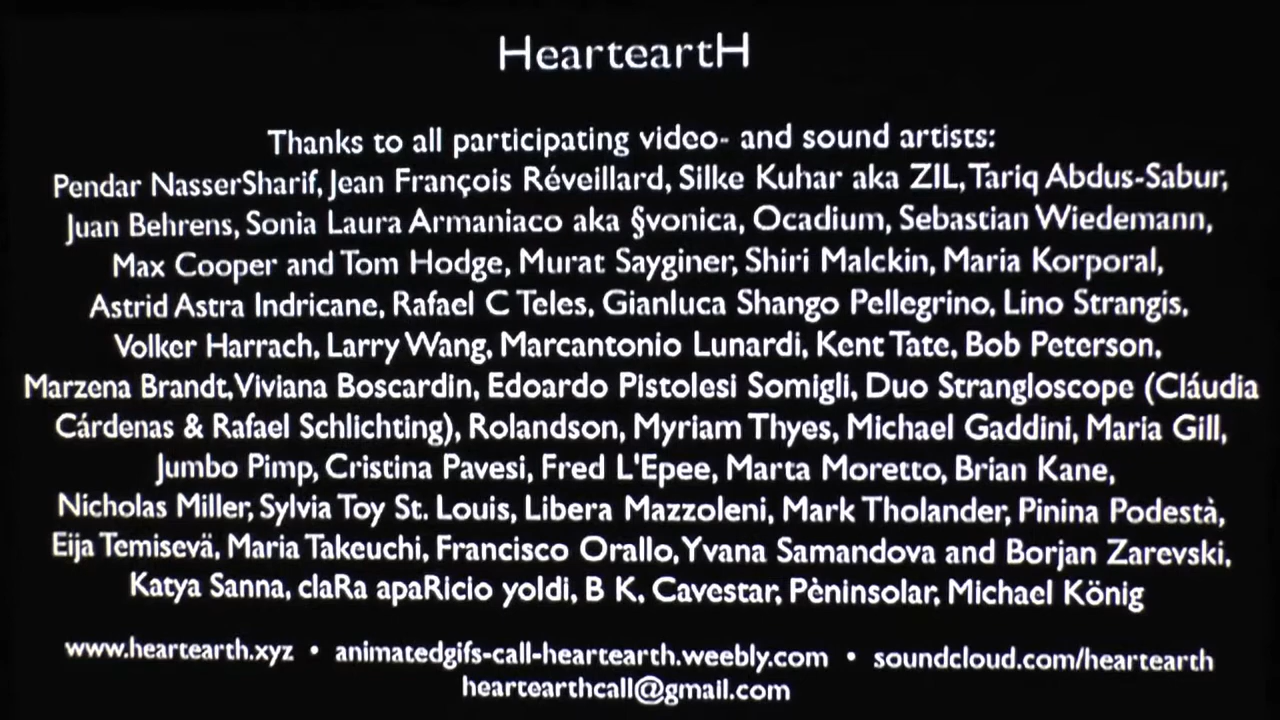 HearteartH
Thanks to all participating video- and sound artists:
Pendar NasserSharif, Jean François Réveillard, Silke Kuhar aka ZIL, Tariq Abdus-Sabur,
Juan Behrens, Sonia Laura Armaniaco aka §vonica, Ocadium, Sebastian Wiedemann,
Max Cooper and Tom Hodge, Murat Sayginer, Shiri Malckin, Maria Korporal,
Astrid Astra Indricane, Rafael C Teles, Gianluca Shango Pellegrino, Lino Strangis,
Volker Harrach, Larry Wang, Marcantonio Lunardi, Kent Tate, Bob Peterson,
Marzena Brandt, Viviana Boscardin, Edoardo Pistolesi Somigli, Duo Strangloscope (Cláudia
Cárdenas & Rafael Schlichting), Rolandson, Myriam Thyes, Michael Gaddini, Maria Gill,
Jumbo Pimp, Cristina Pavesi, Fred L'Epee, Marta Moretto, Brian Kane,
Nicholas Miller, Sylvia Toy St. Louis, Libera Mazzoleni, Mark Tholander, Pinina Podestà,
Eija Temisevä, Maria Takeuchi, Francisco Orallo, Yvana Samandova and Borjan Zarevski,
Katya Sanna, claRa apaRicio yoldi, B K, Cavestar, Pèninsolar, Michael König
www.heartearth.xyz • animatedgifs-call-heartearth.weebly.com • soundcloud.com/heartearth
heartearthcall@gmail.com